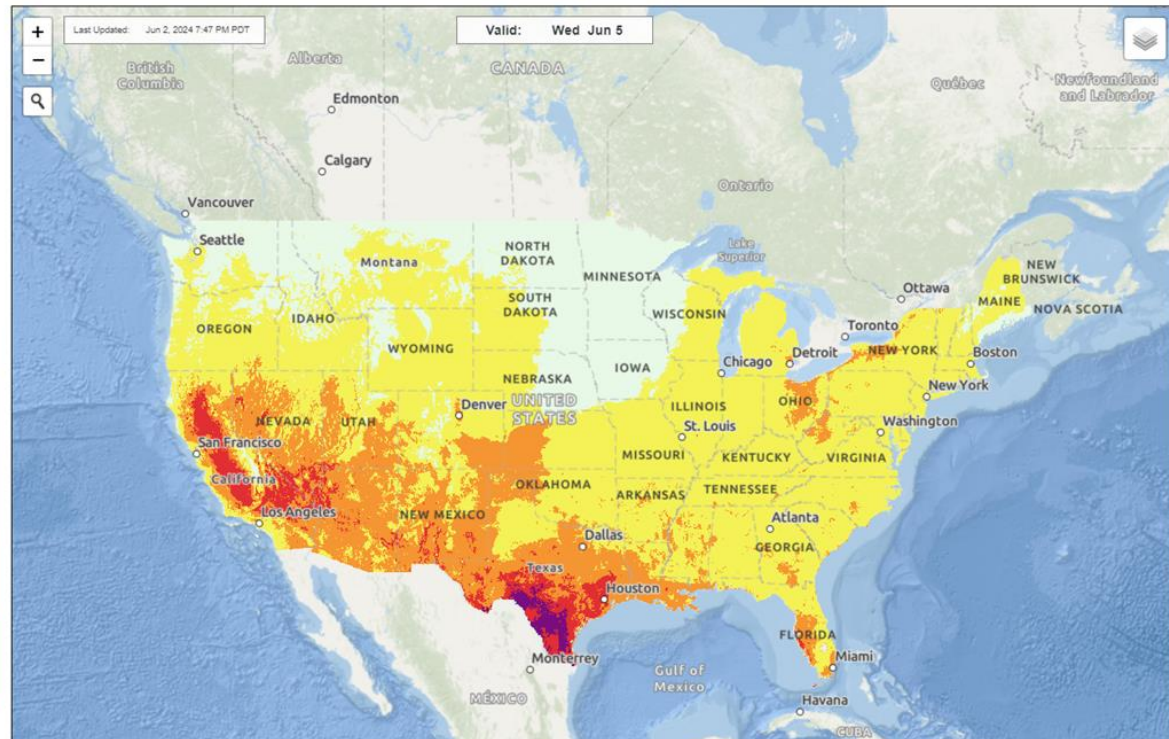 +
−
Last Updated: Jun 2, 2024 7:47 PM PDT
Valid: Wed Jun 5
British
Columbia
Alberta
CANADA
Québec
Newfoundland
and Labrador
Edmonton
Calgary
Ontario
Vancouver
Seattle
Montana
NORTH
DAKOTA
MINNESOTA
Lake
Superior
Ottawa
NEW
BRUNSWICK
MAINE
NOVA SCOTIA
OREGON
IDAHO
SOUTH
DAKOTA
WISCONSIN
Toronto
WYOMING
Detroit
NEW YORK
Boston
Chicago
IOWA
NEBRASKA
New York
UNITED
STATES
Denver
ILLINOIS
OHIO
NEVADA
UTAH
St. Louis
Washington
San Francisco
California
MISSOURI
KENTUCKY
VIRGINIA
OKLAHOMA
ARKANSAS
TENNESSEE
Los Angeles
NEW MEXICO
Atlanta
Dallas
GEORGIA
Texas
Houston
FLORIDA
Miami
Monterrey
Gulf of
Mexico
MÉXICO
Havana
CUBA